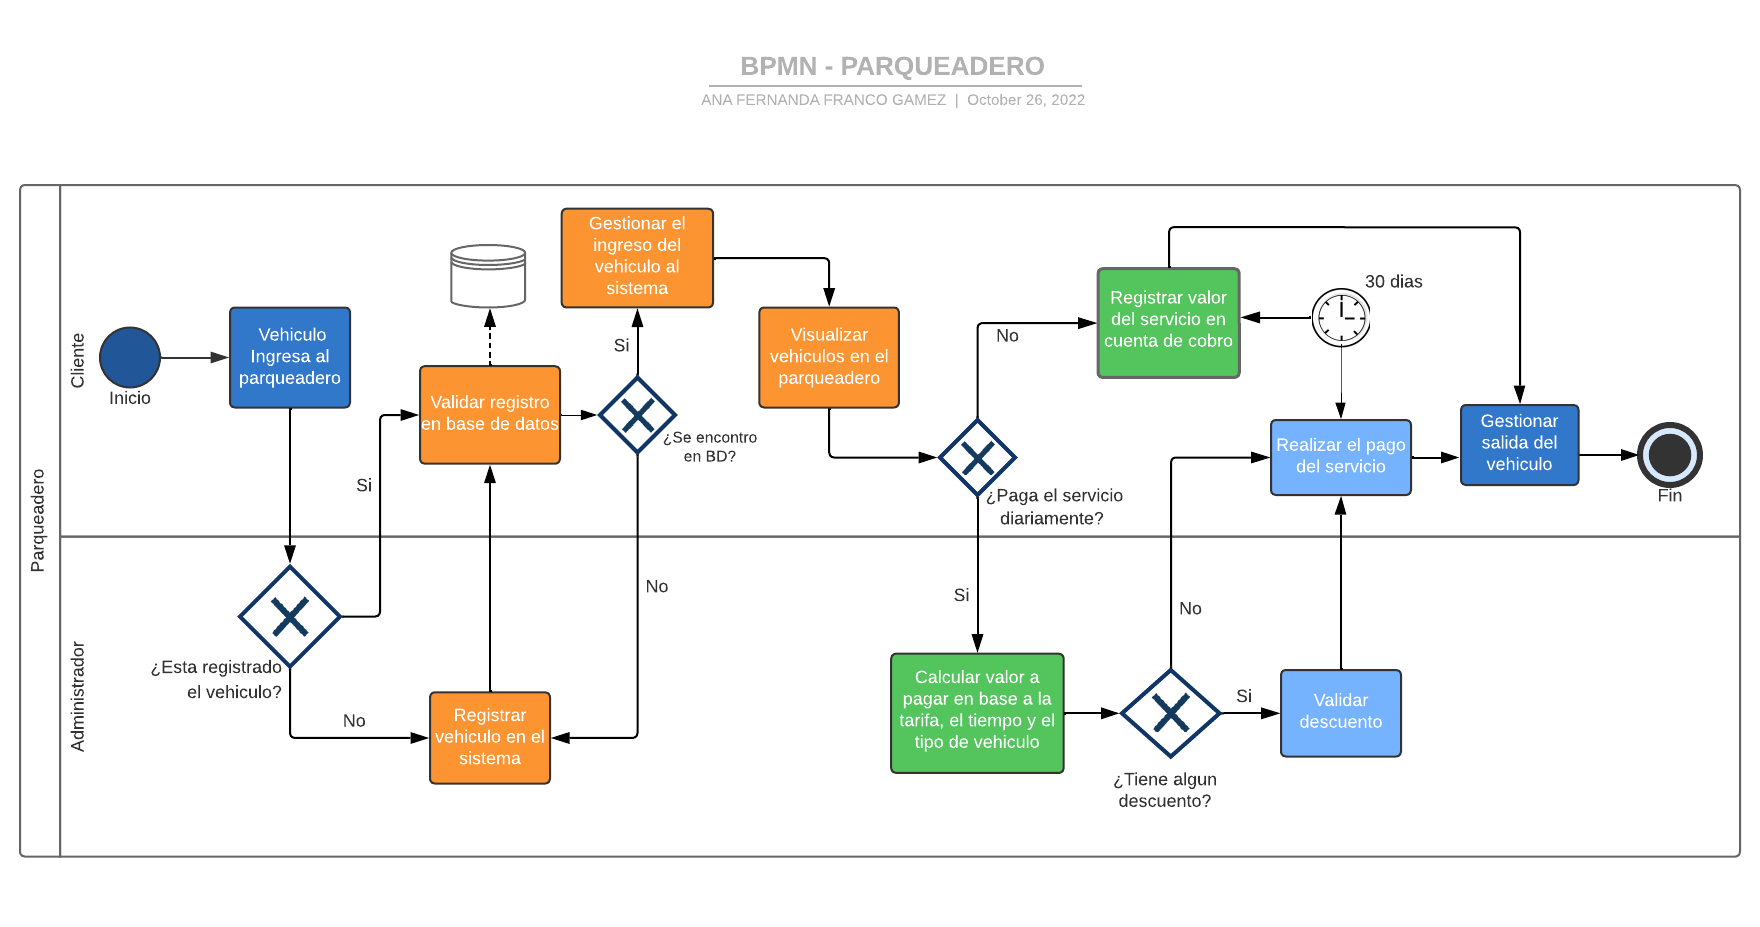 BPMN - PARQUEADERO
ANA FERNANDA FRANCO GAMEZ | October 26, 2022
Parqueadero
Cliente
Administrador
Inicio
Vehiculo
Ingresa al
parqueadero
¿Esta registrado
el vehiculo?
Si
No
Validar registro
en base de datos
Registrar
vehiculo en el
sistema
Gestionar el
ingreso del
vehiculo al
sistema
Si
¿Se encontro
en BD?
No
Visualizar
vehiculos en el
parqueadero
No
¿Paga el servicio
diariamente?
Si
Calcular valor a
pagar en base a la
tarifa, el tiempo y el
tipo de vehiculo
Registrar valor
del servicio en
cuenta de cobro
30 dias
No
¿Tiene algun
descuento?
Si
Validar
descuento
Realizar el pago
del servicio
Gestionar
salida del
vehiculo
Fin